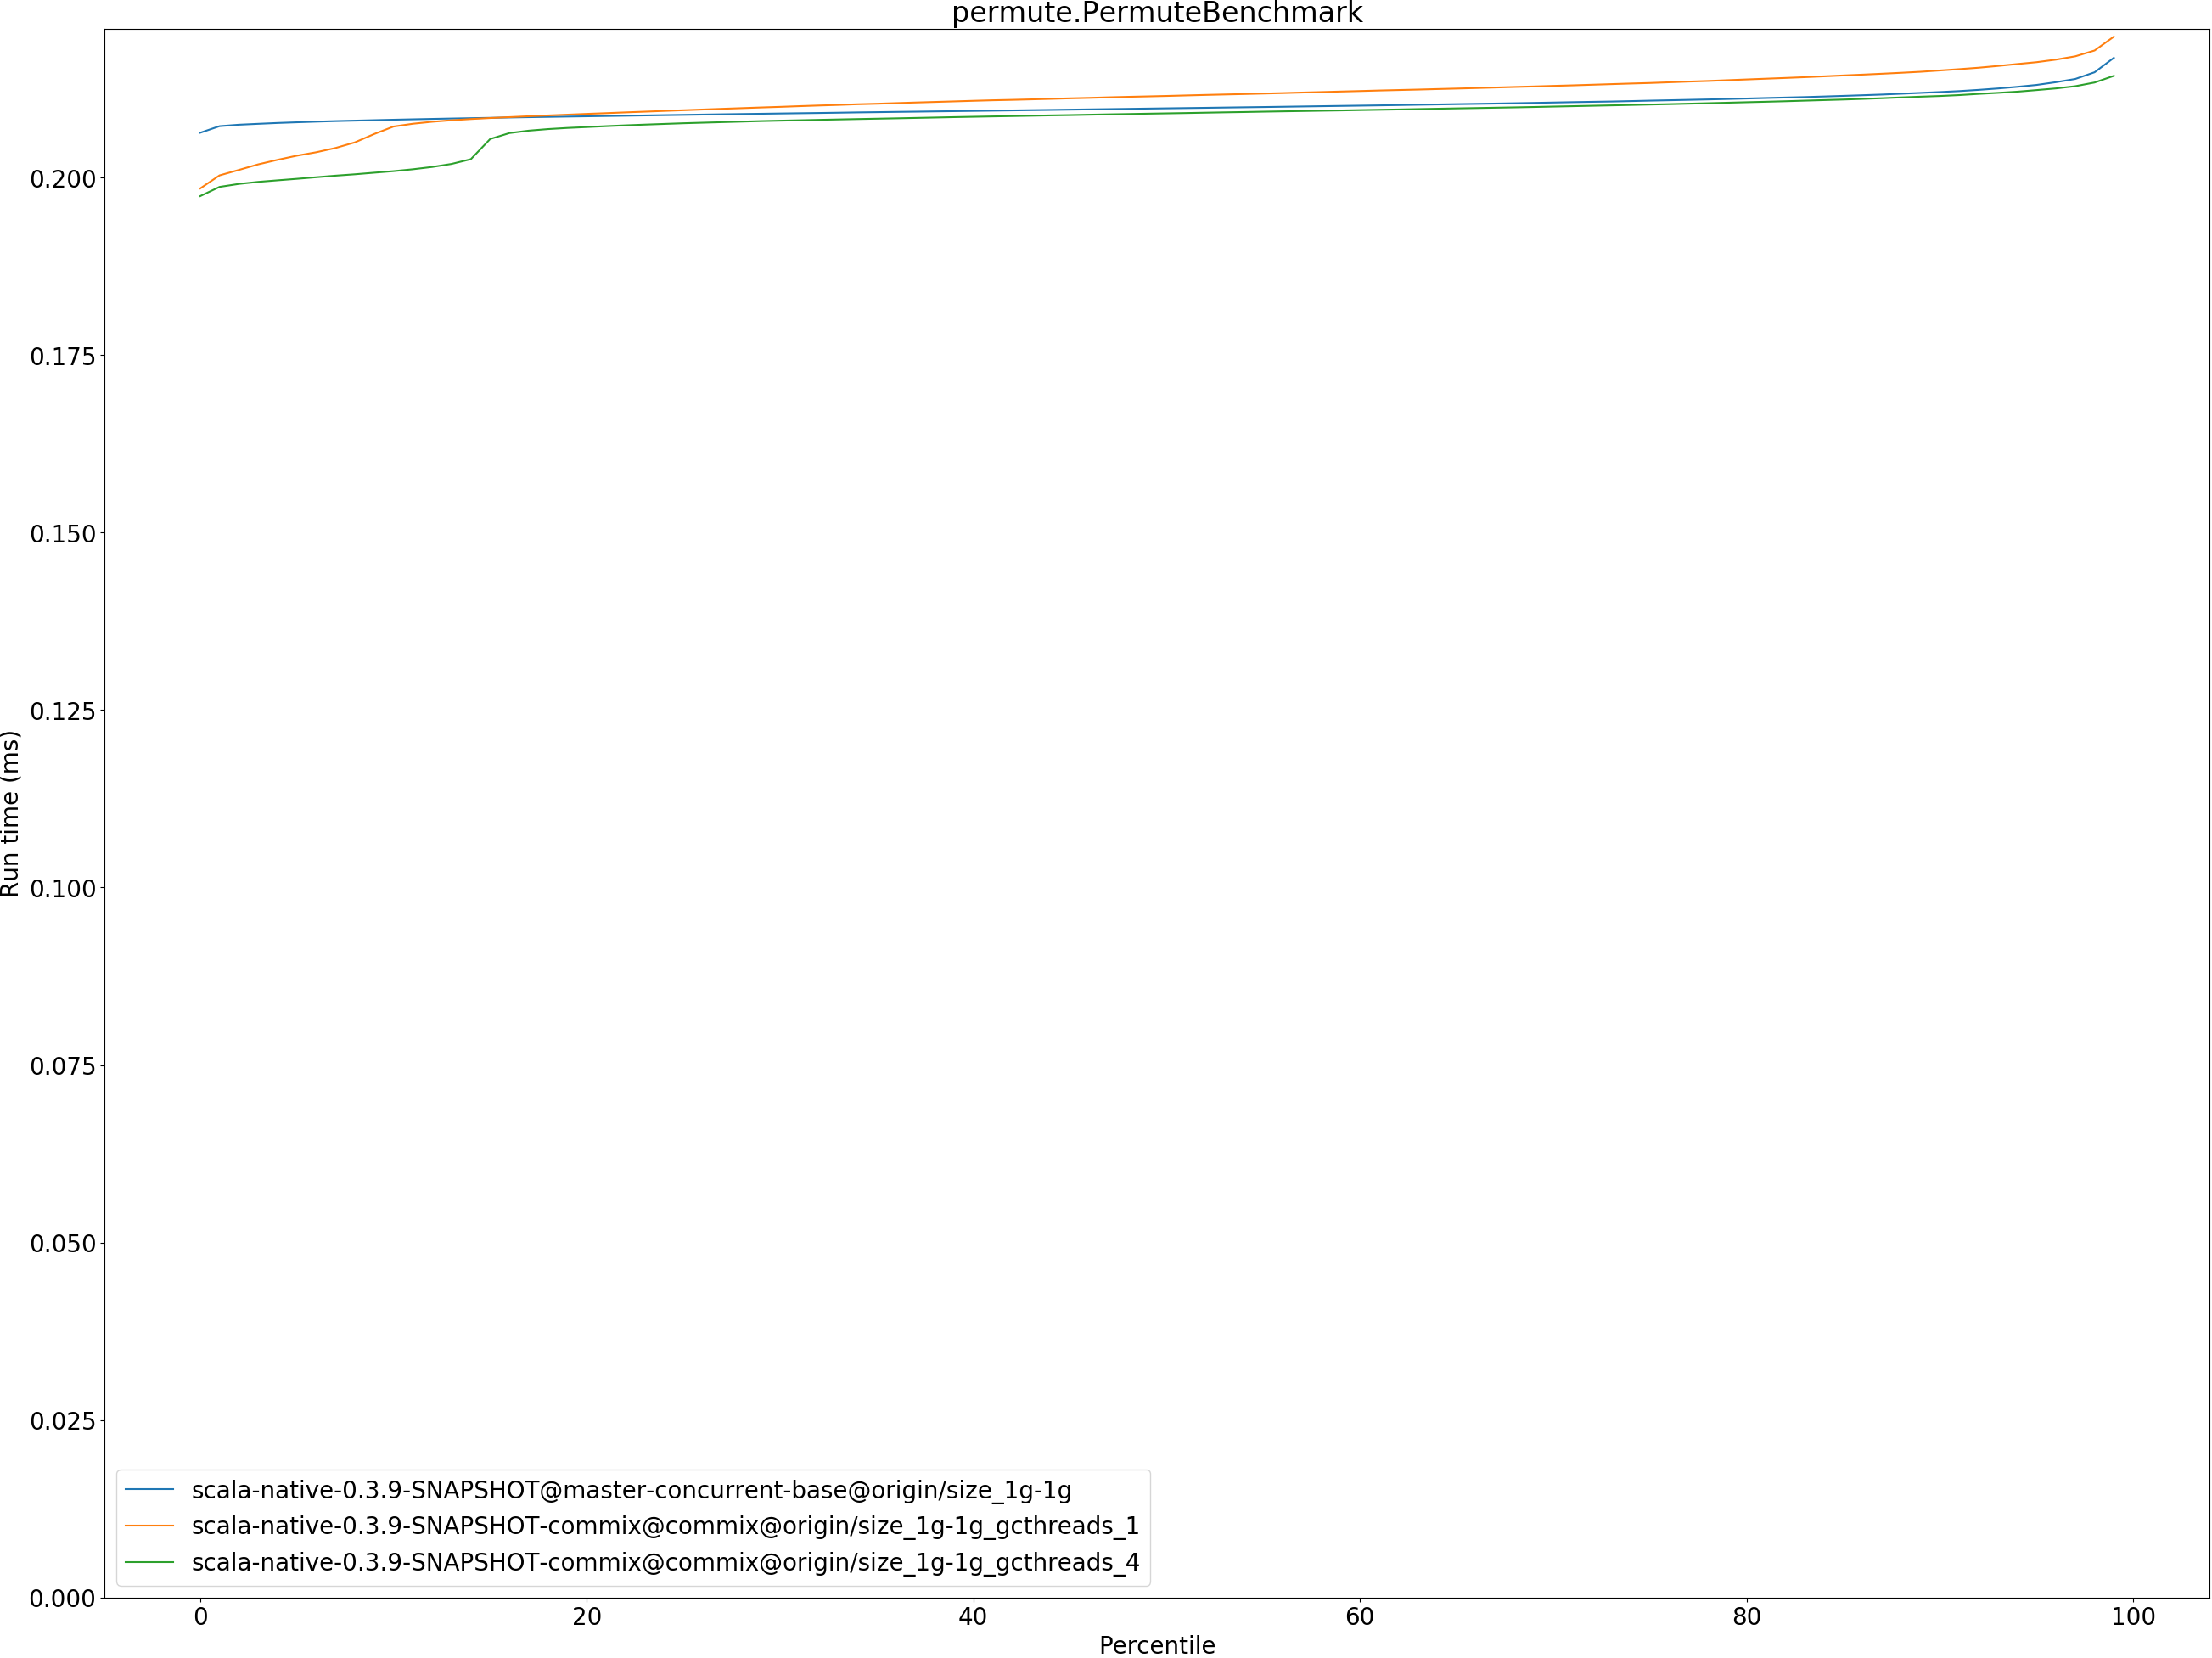 permute.PermuteBenchmark
Run time (ms)
0.200
0.175
0.150
0.125
0.100
0.075
0.050
0.025
0.000
scala-native-0.3.9-SNAPSHOT@master-concurrent-base@origin/size_1g-1g
scala-native-0.3.9-SNAPSHOT-commix@commix@origin/size_1g-1g_gcthreads_1
scala-native-0.3.9-SNAPSHOT-commix@commix@origin/size_1g-1g_gcthreads_4
0 20 40 60 80 100
Percentile